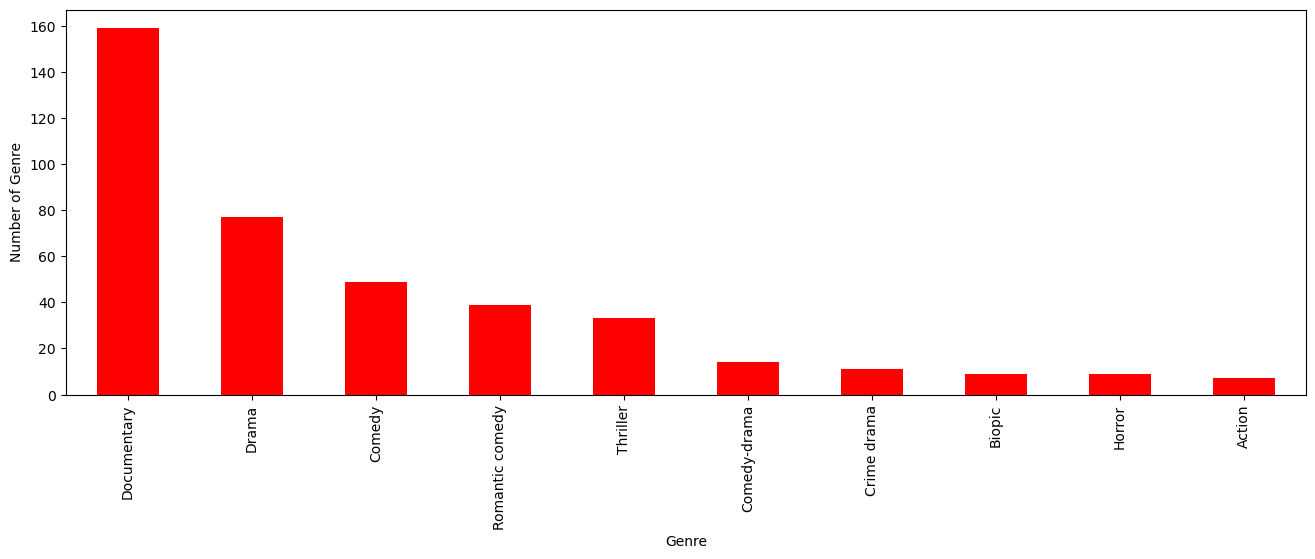 160
140
120
100
80
60
40
20
0
Number of Genre
Documentary
Drama
Comedy
Romantic comedy
Thriller
Comedy-drama
Crime drama
Biopic
Horror
Action
Genre